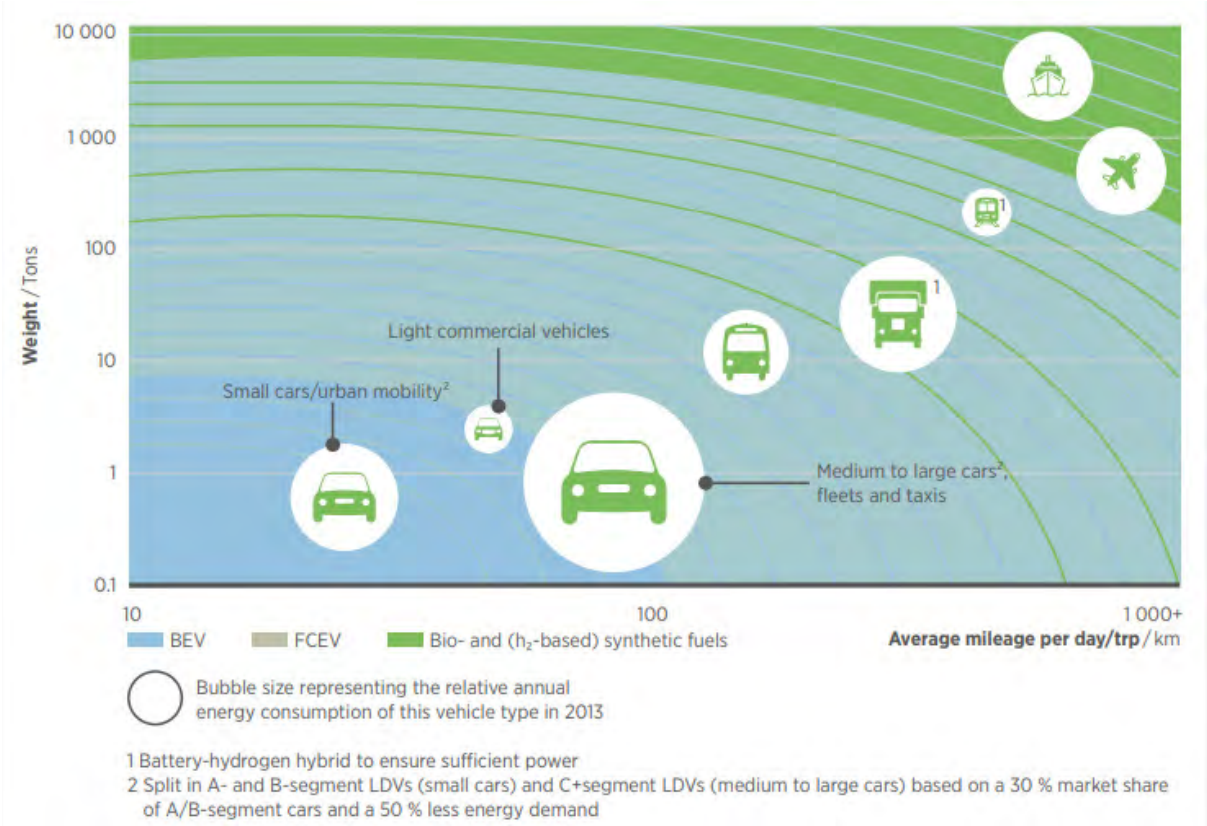 10 000
1 000
100
10
1
0.1
Weight / Tons
Light commercial vehicles
Small cars/urban mobility²
1
1
Medium to large cars²,
fleets and taxis
10
100
1 000+
BEV
FCEV
Bio- and (h₂-based) synthetic fuels
Average mileage per day/trp / km
Bubble size representing the relative annual
energy consumption of this vehicle type in 2013
1 Battery-hydrogen hybrid to ensure sufficient power
2 Split in A- and B-segment LDVs (small cars) and C+segment LDVs (medium to large cars) based on a 30 % market share
of A/B-segment cars and a 50 % less energy demand